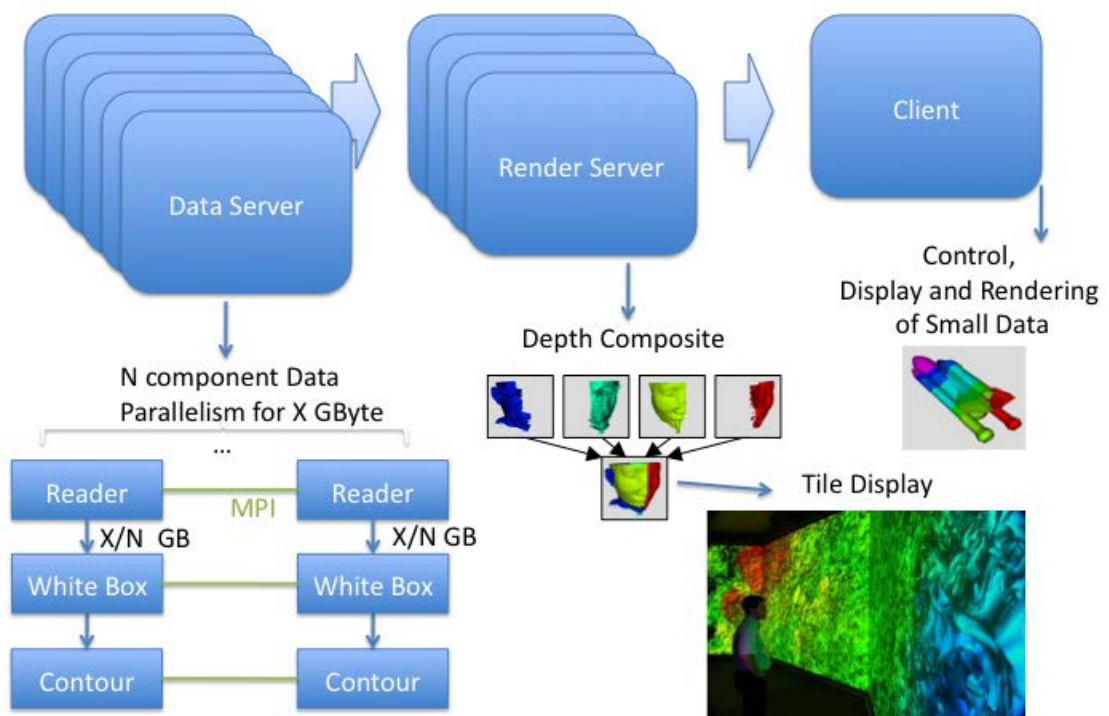 Data Server
Render Server
Client
Control,
Display and Rendering
of Small Data
Depth Composite
N component Data
Parallelism for X GByte
...
Reader
MPI
Reader
X/N GB
X/N GB
White Box
White Box
Contour
Contour
Tile Display